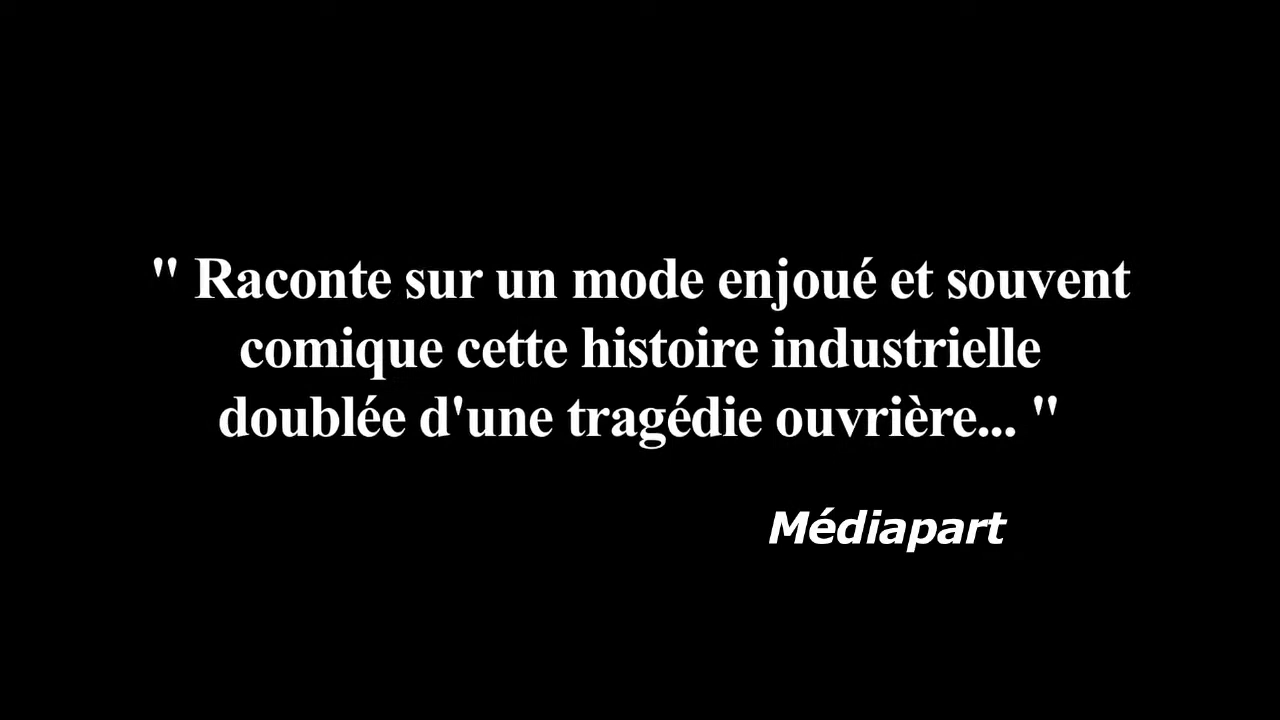 " Raconte sur un mode enjoué et souvent
comique cette histoire industrielle
doublée d'une tragédie ouvrière... "
Médiapart